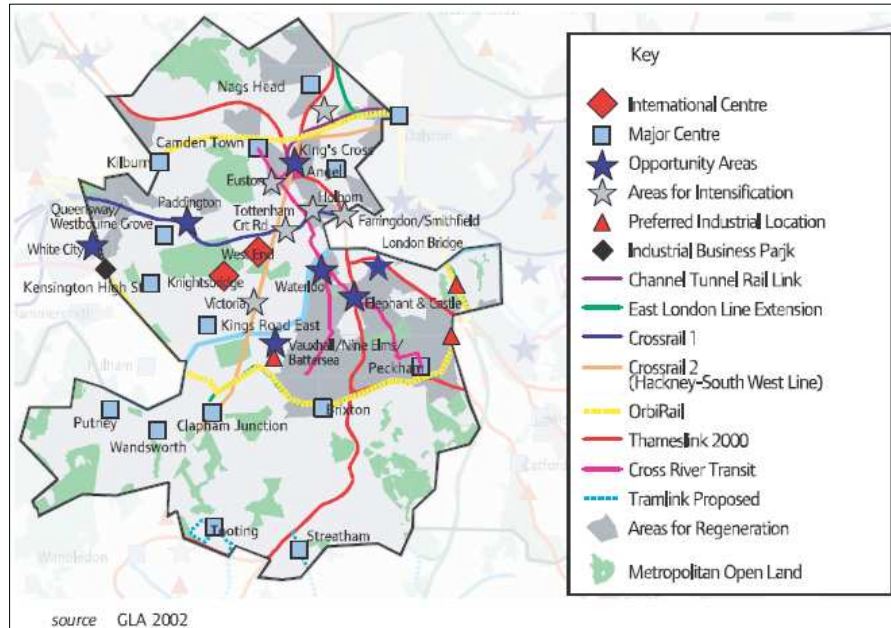 Nags Head
Camden Town
King's Cross
Kilburn
Angel
Euston
Holborn
Paddington
Queensway/
Westbourne Grove
Tottenham
Crt Rd
Farringdon/Smithfield
London Bridge
White City
West End
Kensington High St
Knightsbridge
Waterloo
Elephant & Castle
Victoria
Kings Road East
Vauxhall/Nine Elms/
Battersea
Peckham
Putney
Clapham Junction
Brixton
Wandsworth
Tooting
Streatham
Wimbledon
Fulham
source GLA 2002
Key
International Centre
Major Centre
Opportunity Areas
Areas for Intensification
Preferred Industrial Location
Industrial Business Parjk
Channel Tunnel Rail Link
East London Line Extension
Crossrail 1
Crossrail 2
(Hackney-South West Line)
OrbiRail
Thameslink 2000
Cross River Transit
Tramlink Proposed
Areas for Regeneration
Metropolitan Open Land